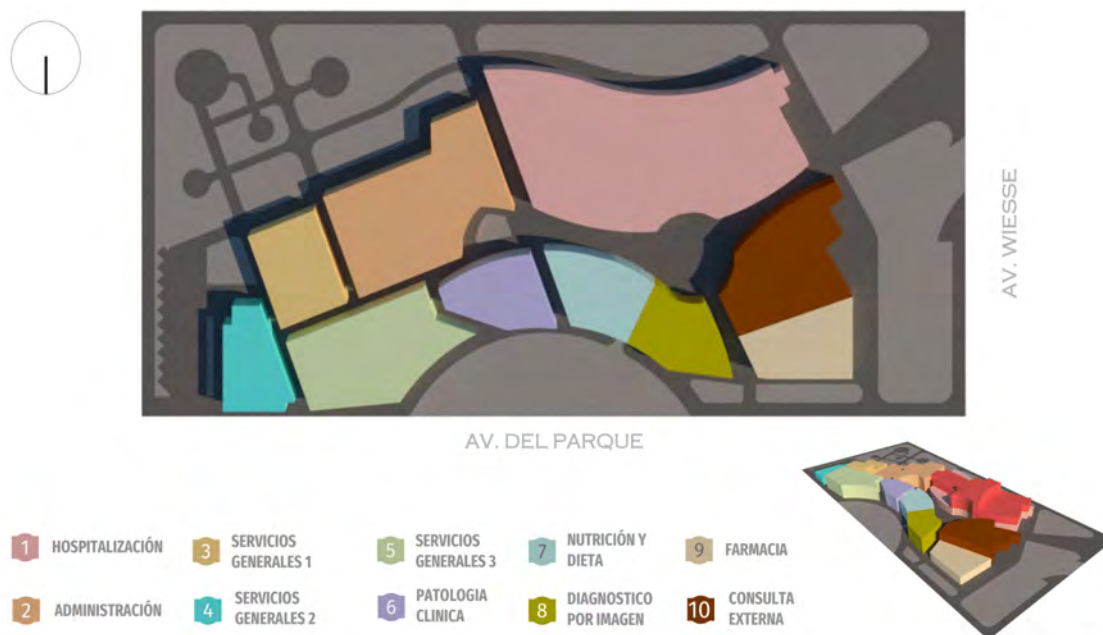 AV. WIESSE
AV. DEL PARQUE
1 HOSPITALIZACIÓN
2 ADMINISTRACIÓN
3 SERVICIOS
GENERALES 1
4 SERVICIOS
GENERALES 2
5 SERVICIOS
GENERALES 3
6 PATOLOGIA
CLINICA
7 NUTRICIÓN Y
DIETA
8 DIAGNOSTICO
POR IMAGEN
9 FARMACIA
10 CONSULTA
EXTERNA